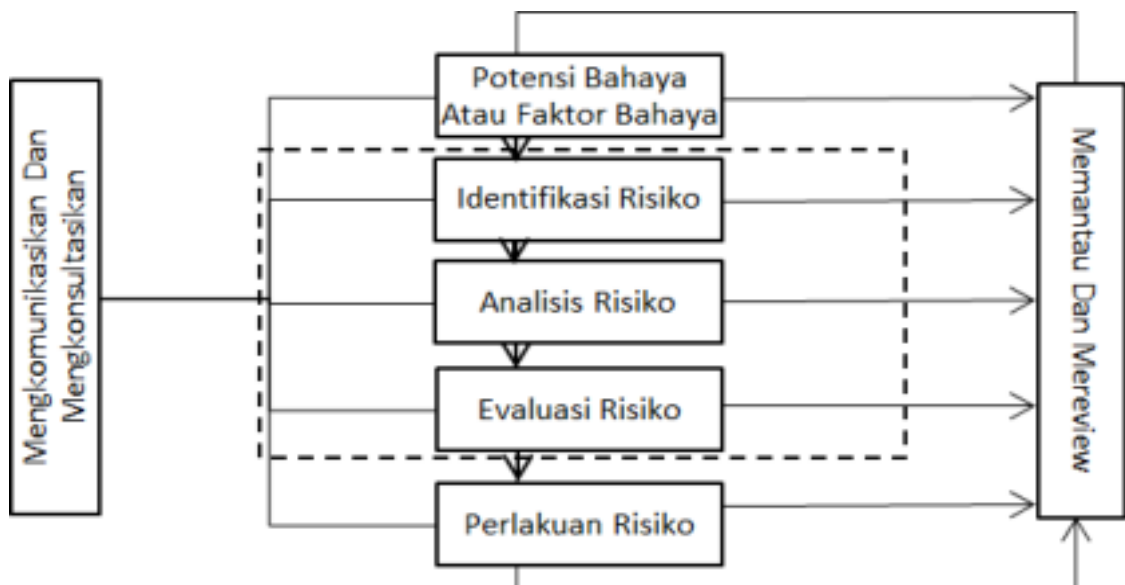 Mengkomunikasikan Dan
Mengkonsultasikan
Potensi Bahaya
Atau Faktor Bahaya
Identifikasi Risiko
Analisis Risiko
Evaluasi Risiko
Perlakuan Risiko
Memantau Dan Mereview